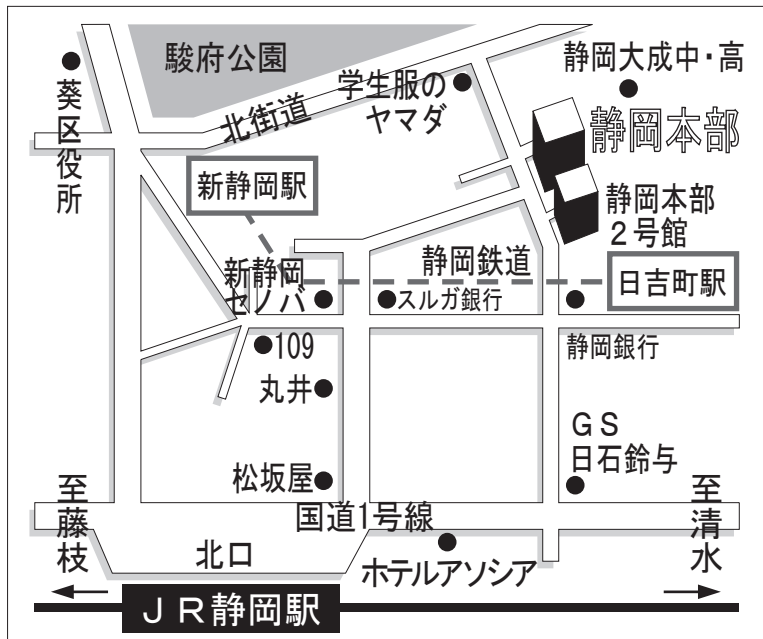 駿府公園
葵区役所
北街道
学生服の
ヤマダ
静岡大成中・高
静岡本部
静岡本部
２号館
新静岡駅
新静岡
セノバ
静岡鉄道
日吉町駅
スルガ銀行
静岡銀行
109
丸井
松坂屋
ＧＳ
日石鈴与
至藤枝
国道1号線
至清水
北口
ホテルアソシア
ＪＲ静岡駅